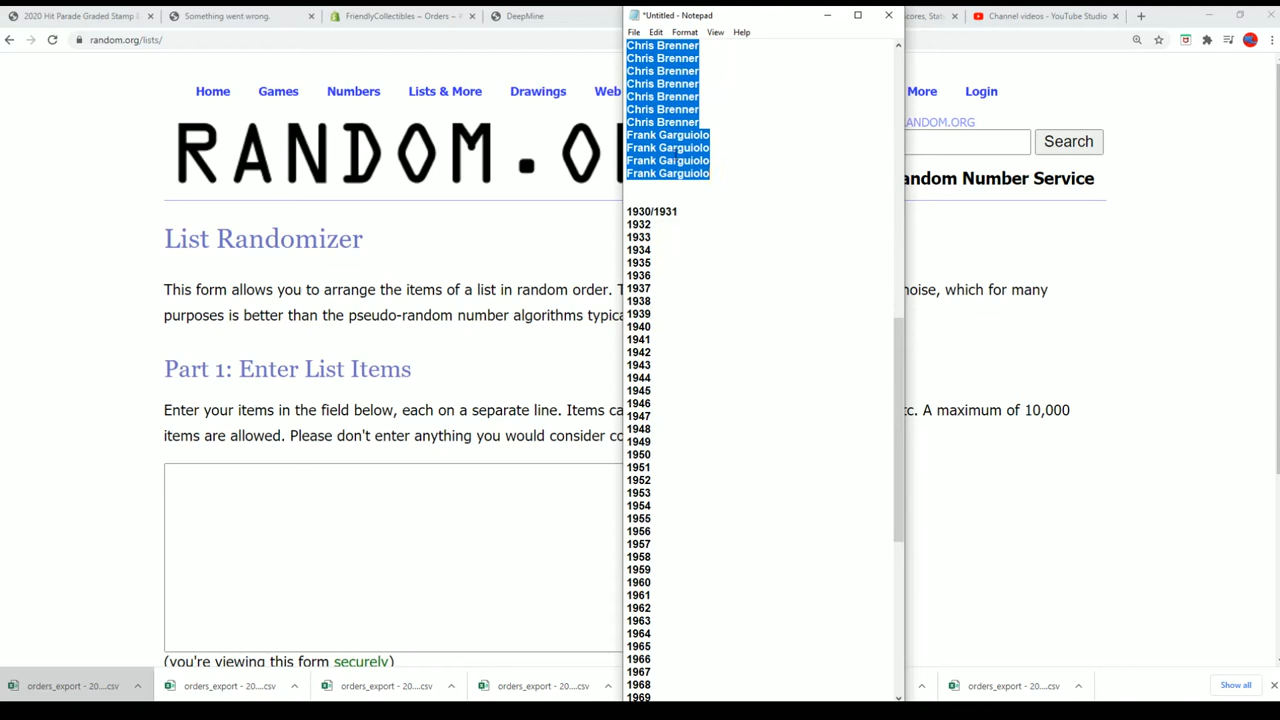 2020 Hit Parade Graded Stamp
Something went wrong.
FriendlyCollectibles ~ Orders ~
DeepMine
*Untitled - Notepad
cores, Stat
Channel videos - YouTube Studio
random.org/lists/
File Edit Format View Help
Home Games Numbers Lists & More Drawings Web
More Login
RANDOM.O
ANDOM.ORG
Search
andom Number Service
List Randomizer
This form allows you to arrange the items of a list in random order. T
noise, which for many
purposes is better than the pseudo-random number algorithms typic
Part 1: Enter List Items
Enter your items in the field below, each on a separate line. Items ca
tc. A maximum of 10,000
items are allowed. Please don't enter anything you would consider co
(you're viewing this form securely)
Chris Brenner
Chris Brenner
Chris Brenner
Chris Brenner
Chris Brenner
Chris Brenner
Chris Brenner
Frank Garguiolo
Frank Garguiolo
Frank Garguiolo
Frank Garguiolo
1930/1931
1932
1933
1934
1935
1936
1937
1938
1939
1940
1941
1942
1943
1944
1945
1946
1947
1948
1949
1950
1951
1952
1953
1954
1955
1956
1957
1958
1959
1960
1961
1962
1963
1964
1965
1966
1967
1968
1969
orders_export - 20....csv
orders_export - 20....csv
orders_export - 20....csv
orders_export - 20....csv
orders_export - 20....csv
Show all